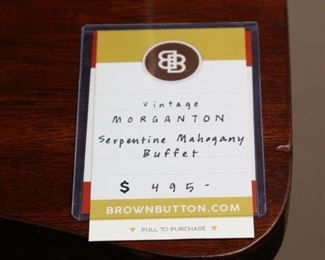 BB
vintage
MORGANTON
Serpentine Mahogany
Buffet
$ 495-
BROWNBUTTON.COM
PULL TO PURCHASE